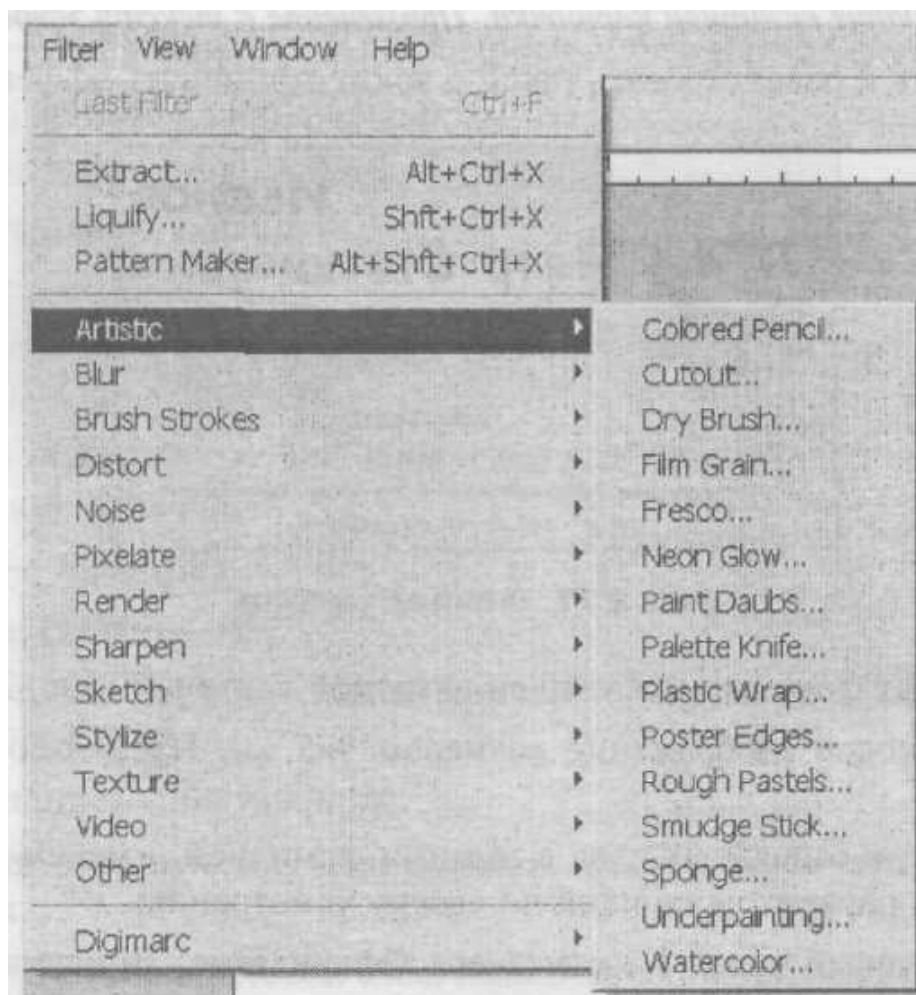 Filter View Window Help
Last Filter Ctrl+F
Extract... Alt+Ctrl+X
Liquify... Shft+Ctrl+X
Pattern Maker... Alt+Shft+Ctrl+X
Artistic
Blur
Brush Strokes
Distort
Noise
Pixelate
Render
Sharpen
Sketch
Stylize
Texture
Video
Other
Digimarc
Colored Pencil...
Cutout...
Dry Brush...
Film Grain...
Fresco...
Neon Glow...
Paint Daubs...
Palette Knife...
Plastic Wrap...
Poster Edges...
Rough Pastels...
Smudge Stick...
Sponge...
Underpainting...
Watercolor...